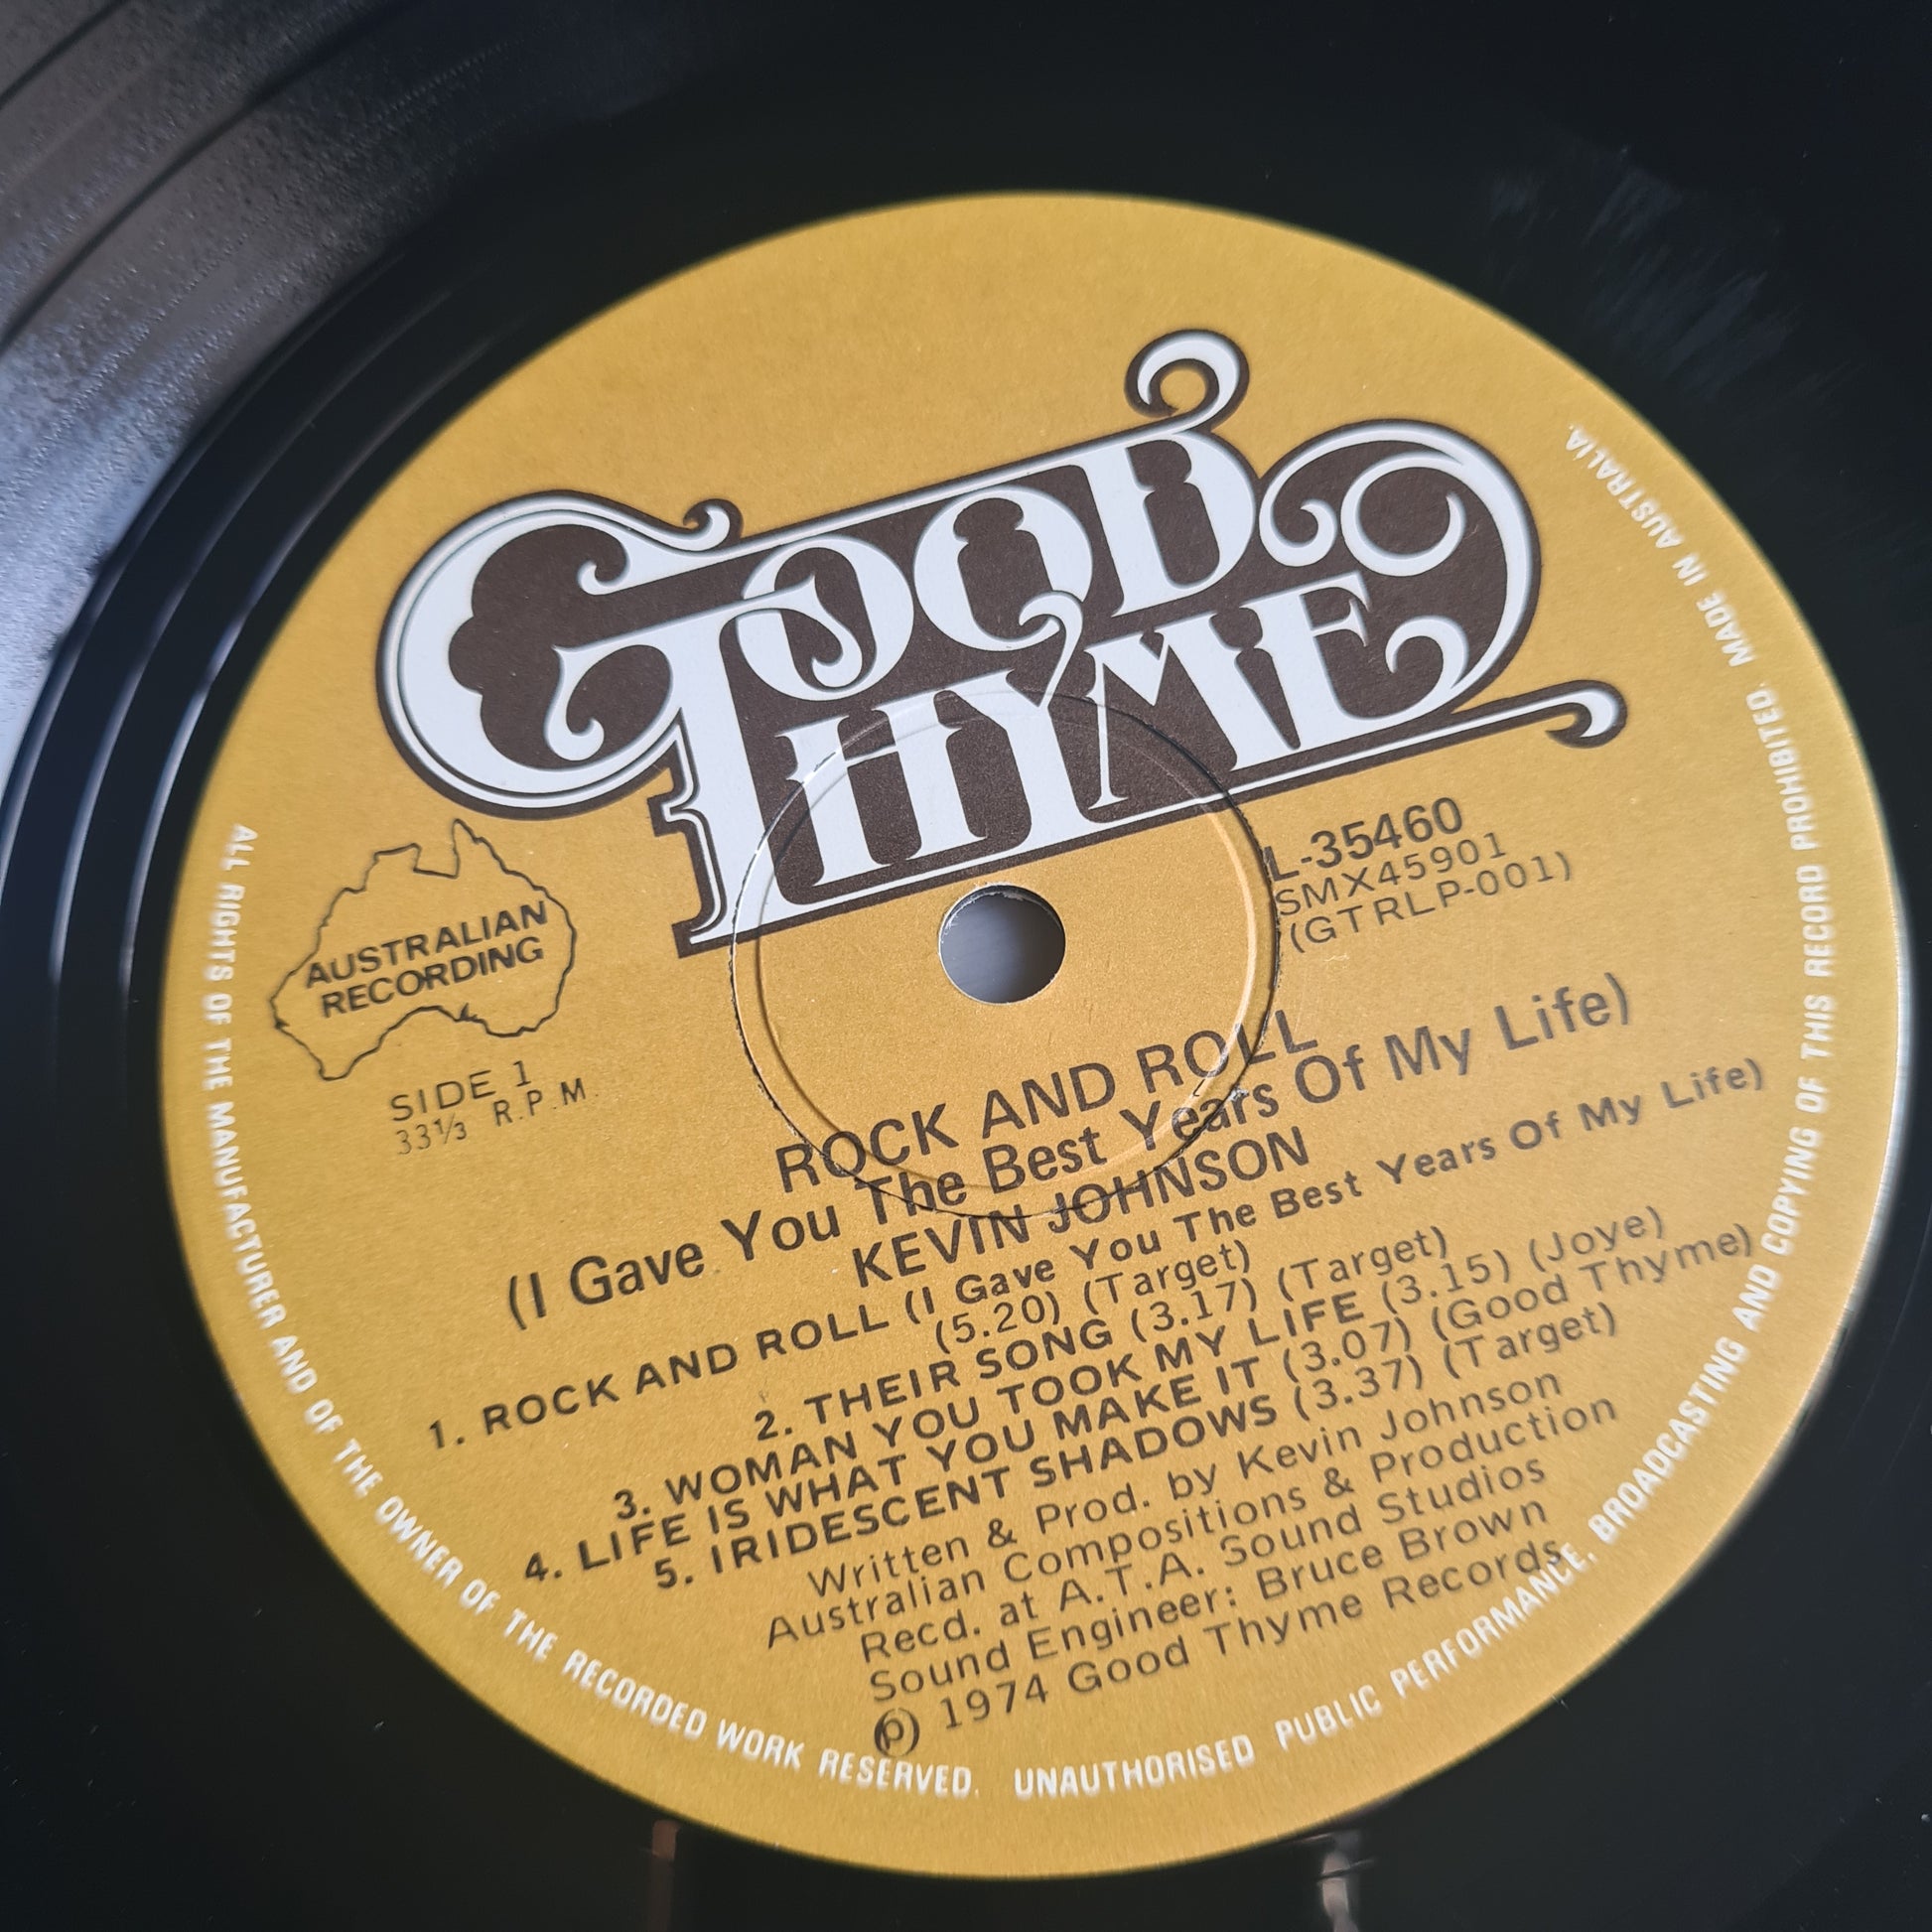 GOOD
THYME
AUSTRALIAN
RECORDING
SIDE 1
33⅓ R.P.M.
L-35460
SMX45901
(GTRLP-001)
ROCK AND ROLL
(I Gave You The Best Years Of My Life)
KEVIN JOHNSON
1. ROCK AND ROLL (I Gave You The Best Years Of My Life)
(5.20) (Target)
2. THEIR SONG (3.17) (Target)
3. WOMAN YOU TOOK MY LIFE (3.15) (Joye)
4. LIFE IS WHAT YOU MAKE IT (3.07) (Good Thyme)
5. IRIDESCENT SHADOWS (3.37) (Target)
Written & Prod. by Kevin Johnson
Australian Compositions & Production
Recd. at A.T.A. Sound Studios
Sound Engineer: Bruce Brown
℗ 1974 Good Thyme Records
ALL RIGHTS OF THE MANUFACTURER AND OF THE OWNER OF THE RECORDED WORK RESERVED. UNAUTHORISED PUBLIC PERFORMANCE, BROADCASTING AND COPYING OF THIS RECORD PROHIBITED. MADE IN AUSTRALIA.